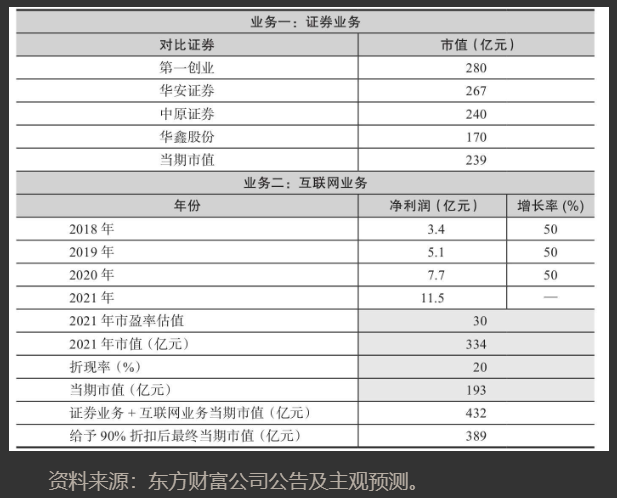 业务一：证券业务
对比证券 市值（亿元）
第一创业 280
华安证券 267
中原证券 240
华鑫股份 170
当期市值 239
业务二：互联网业务
年份 净利润（亿元） 增长率 (%)
2018 年 3.4 50
2019 年 5.1 50
2020 年 7.7 50
2021 年 11.5 —
2021 年市盈率估值 30
2021 年市值（亿元） 334
折现率（%） 20
当期市值（亿元） 193
证券业务 + 互联网业务当期市值（亿元） 432
给予 90% 折扣后最终当期市值（亿元） 389
资料来源：东方财富公司公告及主观预测。